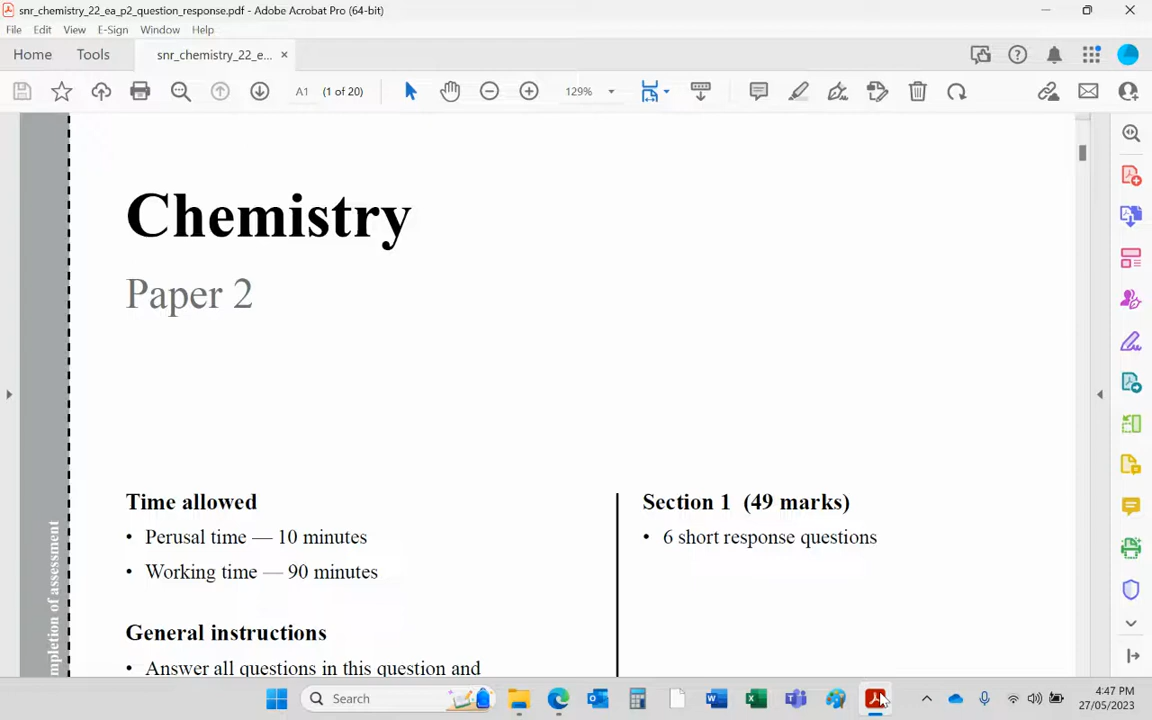 snr_chemistry_22_ea_p2_question_response.pdf - Adobe Acrobat Pro (64-bit)
File Edit View E-Sign Window Help
Home Tools snr_chemistry_22_e... ×
A1 (1 of 20) 129%
Chemistry
Paper 2
Time allowed
• Perusal time — 10 minutes
• Working time — 90 minutes
General instructions
• Answer all questions in this question and
Section 1 (49 marks)
• 6 short response questions
mpletion of assessment
Search
4:47 PM
27/05/2023